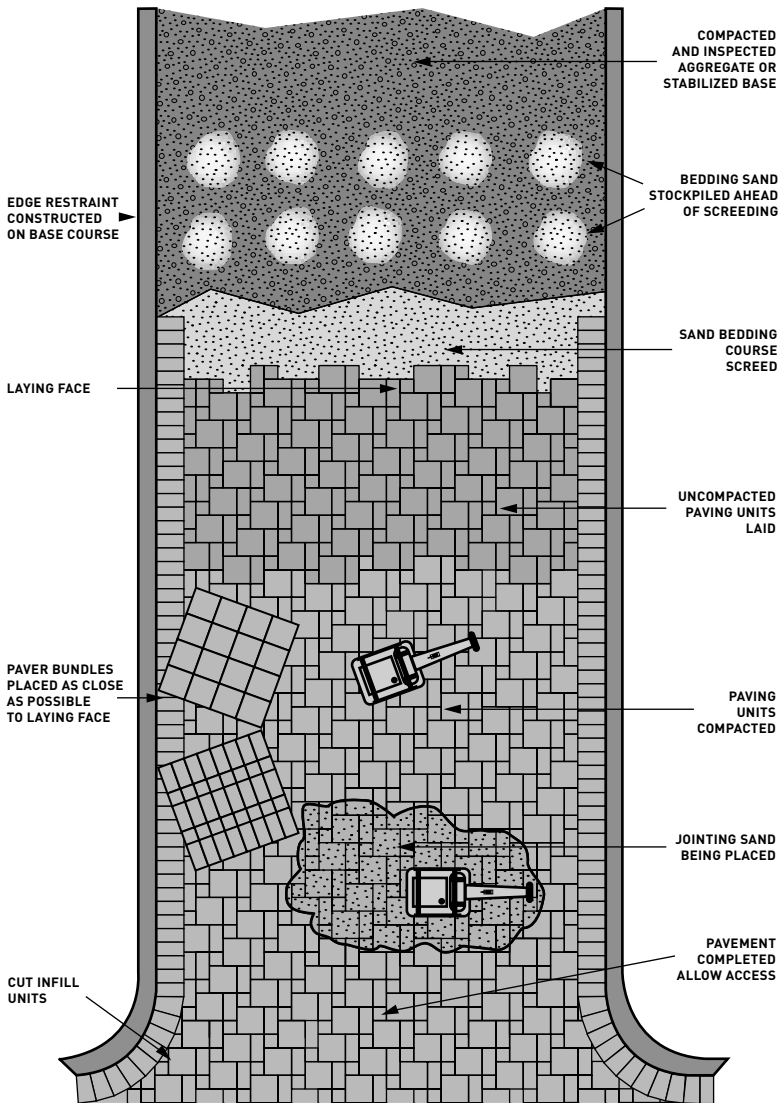 COMPACTED
AND INSPECTED
AGGREGATE OR
STABILIZED BASE
BEDDING SAND
STOCKPILED AHEAD
OF SCREEDING
EDGE RESTRAINT
CONSTRUCTED
ON BASE COURSE
SAND BEDDING
COURSE
SCREED
LAYING FACE
UNCOMPACTED
PAVING UNITS
LAID
PAVER BUNDLES
PLACED AS CLOSE
AS POSSIBLE
TO LAYING FACE
PAVING
UNITS
COMPACTED
JOINTING SAND
BEING PLACED
PAVEMENT
COMPLETED
ALLOW ACCESS
CUT INFILL
UNITS